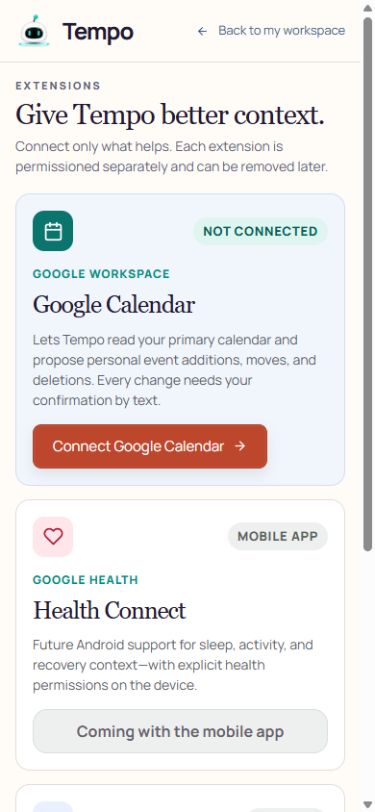 Tempo
← Back to my workspace
EXTENSIONS
Give Tempo better context.
Connect only what helps. Each extension is
permissioned separately and can be removed later.
NOT CONNECTED
GOOGLE WORKSPACE
Google Calendar
Lets Tempo read your primary calendar and
propose personal event additions, moves, and
deletions. Every change needs your
confirmation by text.
Connect Google Calendar →
MOBILE APP
GOOGLE HEALTH
Health Connect
Future Android support for sleep, activity, and
recovery context—with explicit health
permissions on the device.
Coming with the mobile app